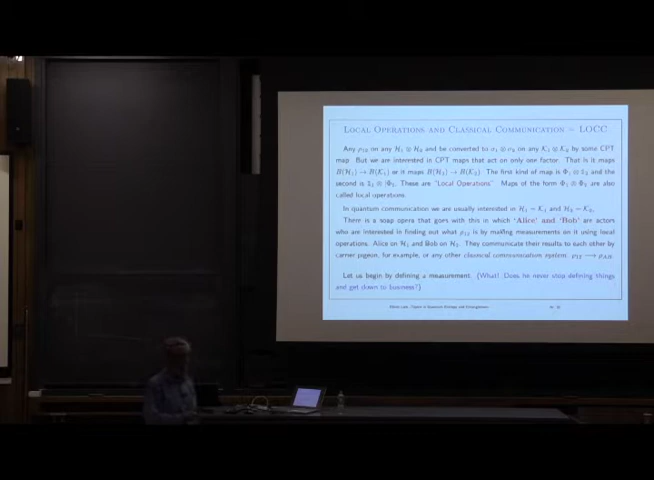 Local Operations and Classical Communication – LOCC
Any ρ₁₂ on any H₁ ⊗ H₂ and be converted to σ₁ ⊗ σ₂ on any K₁ ⊗ K₂ by some CPT
map. But we are interested in CPT maps that act on only one factor. That is it maps
B(H₁) → B(K₁) or it maps B(H₂) → B(K₂). The first kind of map is Φ₁ ⊗ 𝟙₂ and the
second is 𝟙₁ ⊗ Φ₂. These are "Local Operations". Maps of the form Φ₁ ⊗ Φ₂ are also
called local operations.
In quantum communication we are usually interested in H₁ = K₁ and H₂ = K₂.
There is a soap opera that goes with this in which 'Alice' and 'Bob' are actors
who are interested in finding out what ρ₁₂ is by making measurements on it using local
operations. Alice on H₁ and Bob on H₂. They communicate their results to each other by
carrier pigeon, for example, or any other classical communication system. ρ₁₂ ⟶
Let us begin by defining a measurement. (What! Does he never stop defining things
and get down to business?)